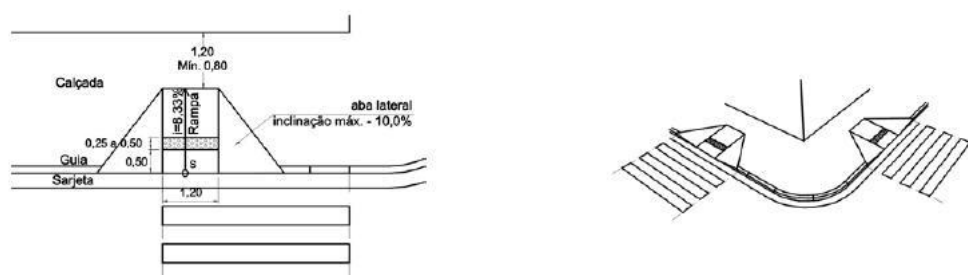 1,20
Mín. 0,80
Calçada
i=8.33%
Rampa
aba lateral
inclinação máx. - 10,0%
0,25 a 0,50
Guia
0,50
S
Sarjeta
1,20